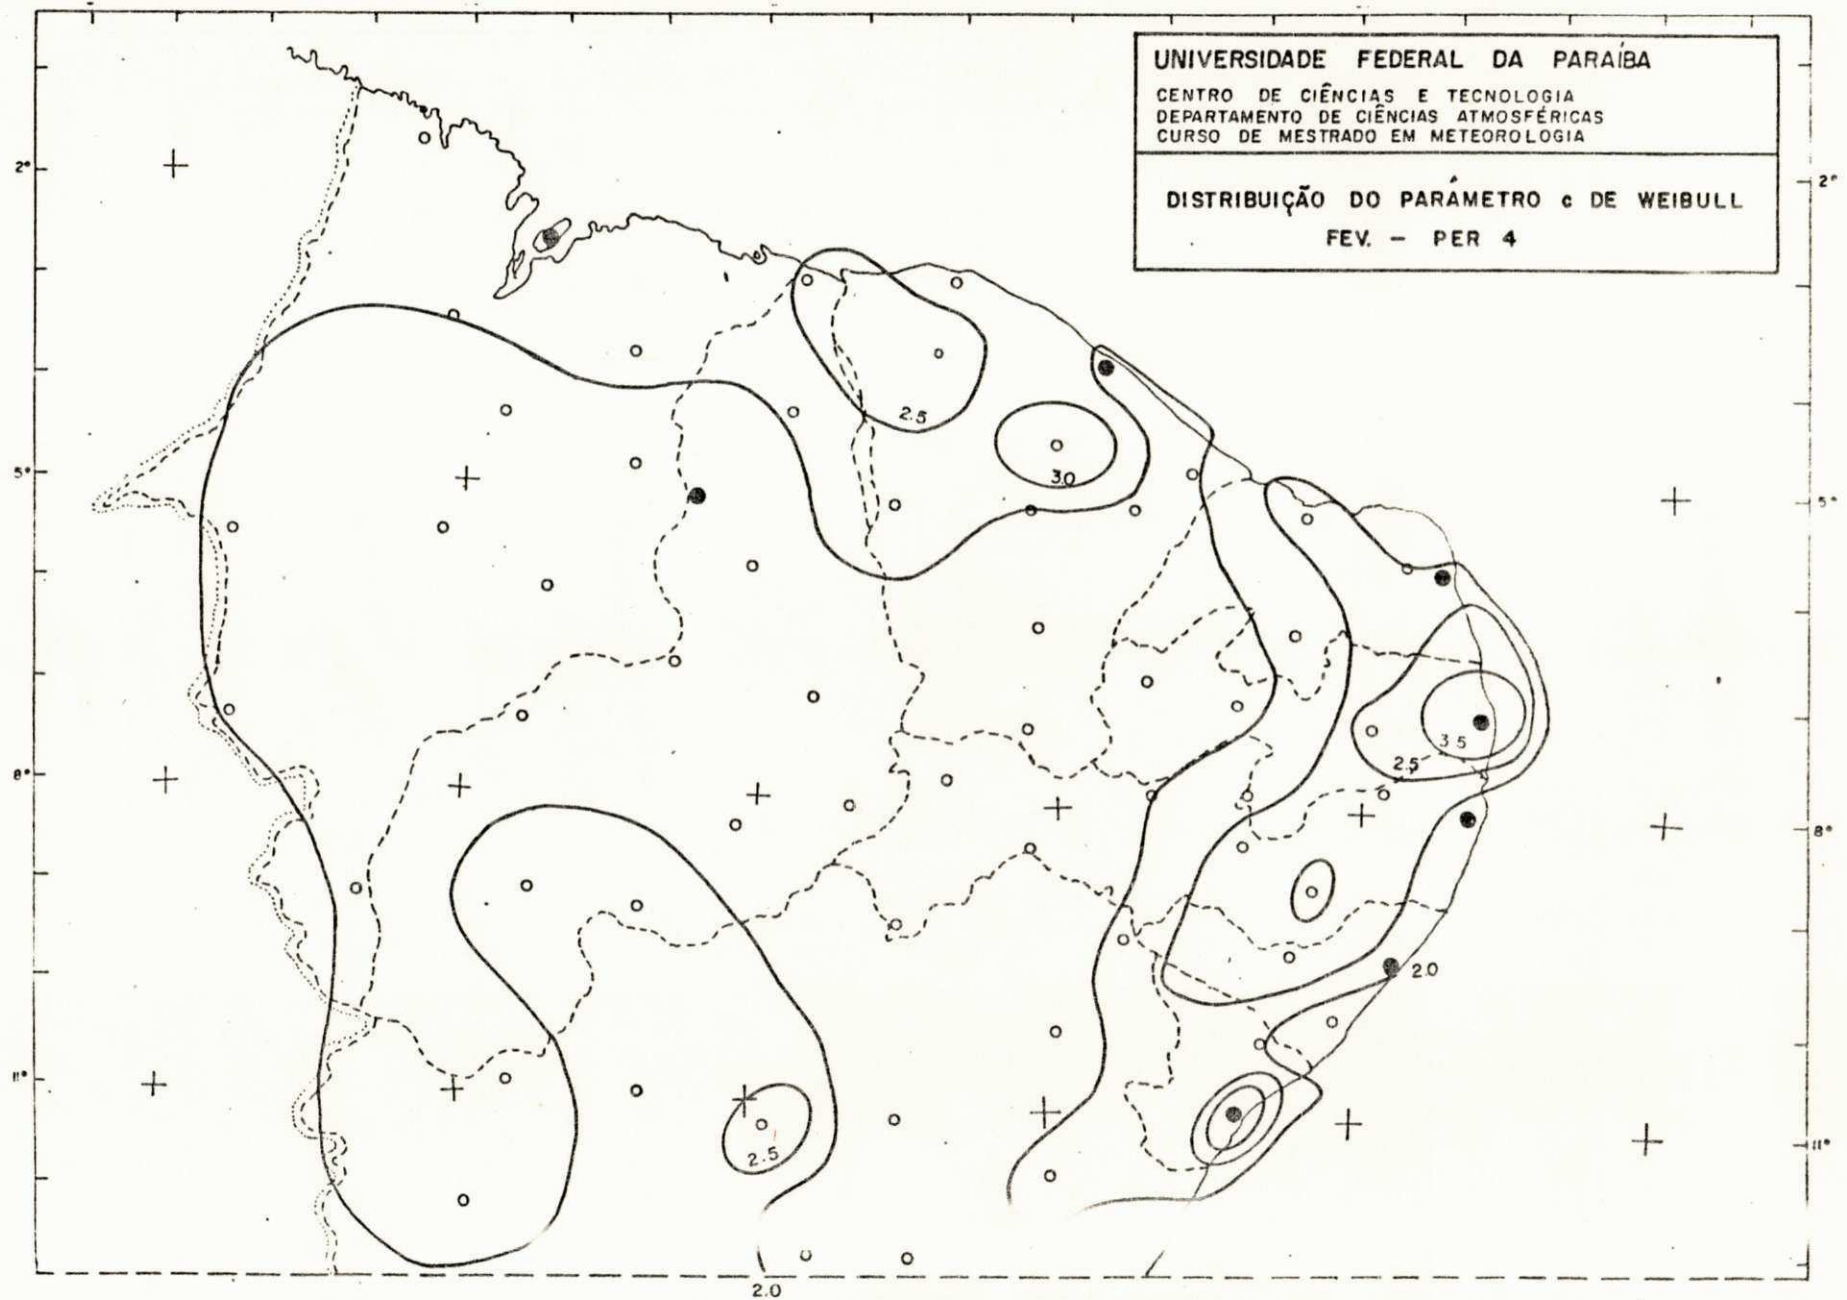 UNIVERSIDADE FEDERAL DA PARAÍBA
CENTRO DE CIÊNCIAS E TECNOLOGIA
DEPARTAMENTO DE CIÊNCIAS ATMOSFÉRICAS
CURSO DE MESTRADO EM METEOROLOGIA
DISTRIBUIÇÃO DO PARÁMETRO c DE WEIBULL
FEV. - PER 4
2°
2°
2.5
3.0
5°
5°
3.5
2.5
8°
8°
2.0
11°
11°
2.5
2.0